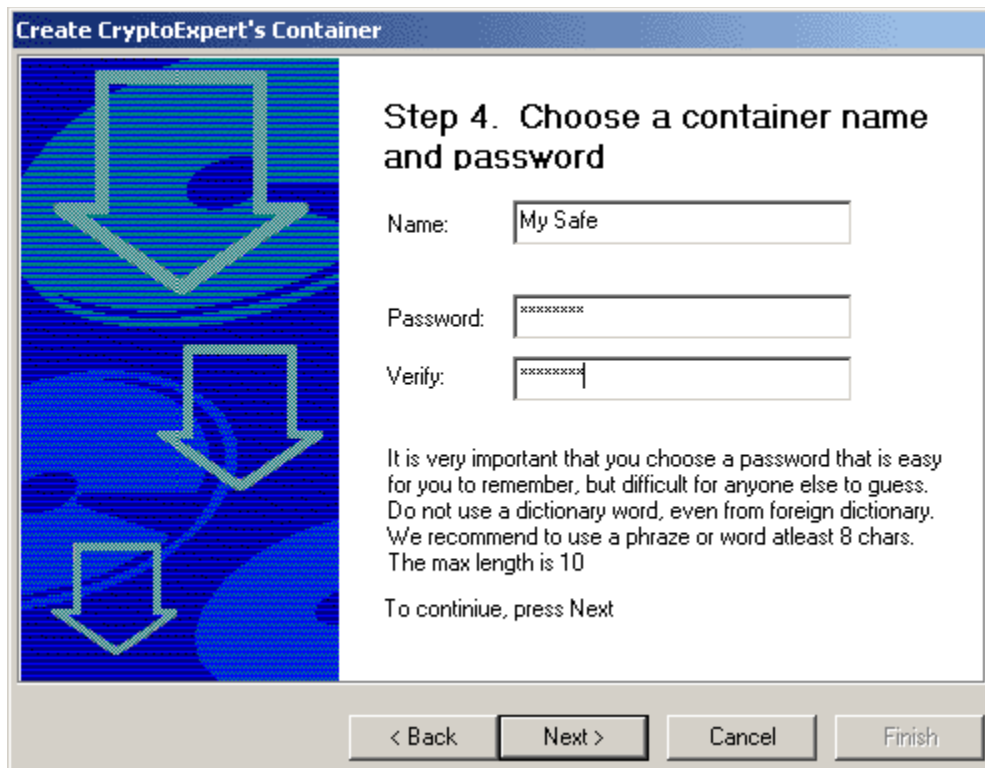 Create CryptoExpert's Container
Step 4. Choose a container name
and password
Name: My Safe
Password: ********
Verify: ********
It is very important that you choose a password that is easy
for you to remember, but difficult for anyone else to guess.
Do not use a dictionary word, even from foreign dictionary.
We recommend to use a phraze or word atleast 8 chars.
The max length is 10
To continiue, press Next
< Back Next > Cancel Finish